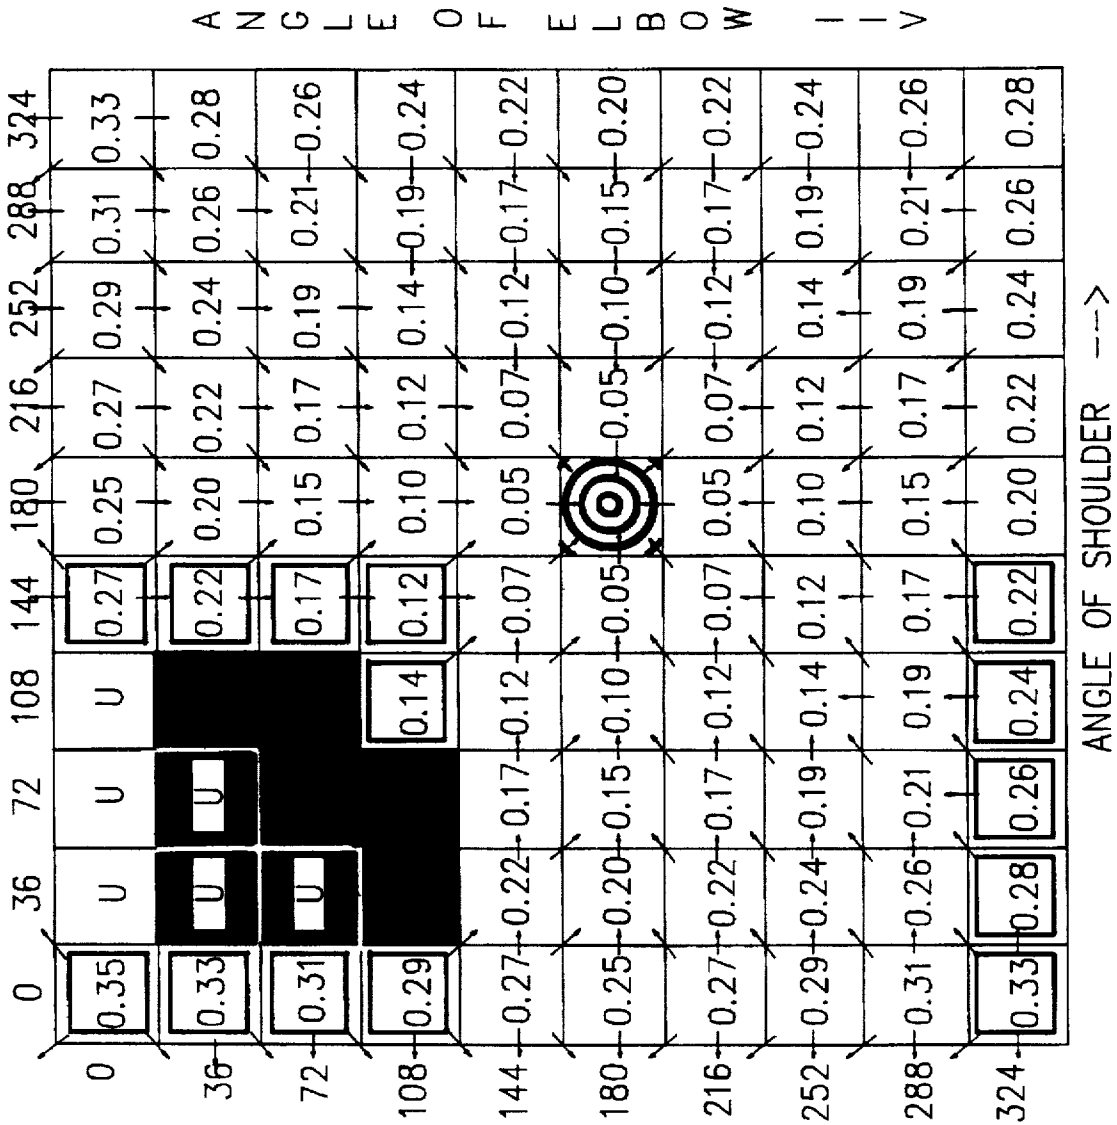 0 36 72 108 144 180 216 252 288 324
0 0.35 U U U 0.27 0.25 0.27 0.29 0.31 0.33
36 0.33 U U 0.22 0.20 0.22 0.24 0.26 0.28
72 0.31 U 0.17 0.15 0.17 0.19 0.21 0.26
108 0.29 0.14 0.12 0.10 0.12 0.14 0.19 0.24
144 0.27 0.22 0.17 0.12 0.07 0.05 0.07 0.12 0.17 0.22
180 0.25 0.20 0.15 0.10 0.05 0.05 0.10 0.15 0.20
216 0.27 0.22 0.17 0.12 0.07 0.05 0.07 0.12 0.17 0.22
252 0.29 0.24 0.19 0.14 0.12 0.10 0.12 0.14 0.19 0.24
288 0.31 0.26 0.21 0.19 0.17 0.15 0.17 0.19 0.21 0.26
324 0.33 0.28 0.26 0.24 0.22 0.20 0.22 0.24 0.26 0.28
ANGLE OF SHOULDER -->
ANGLE OF ELBOW IIV